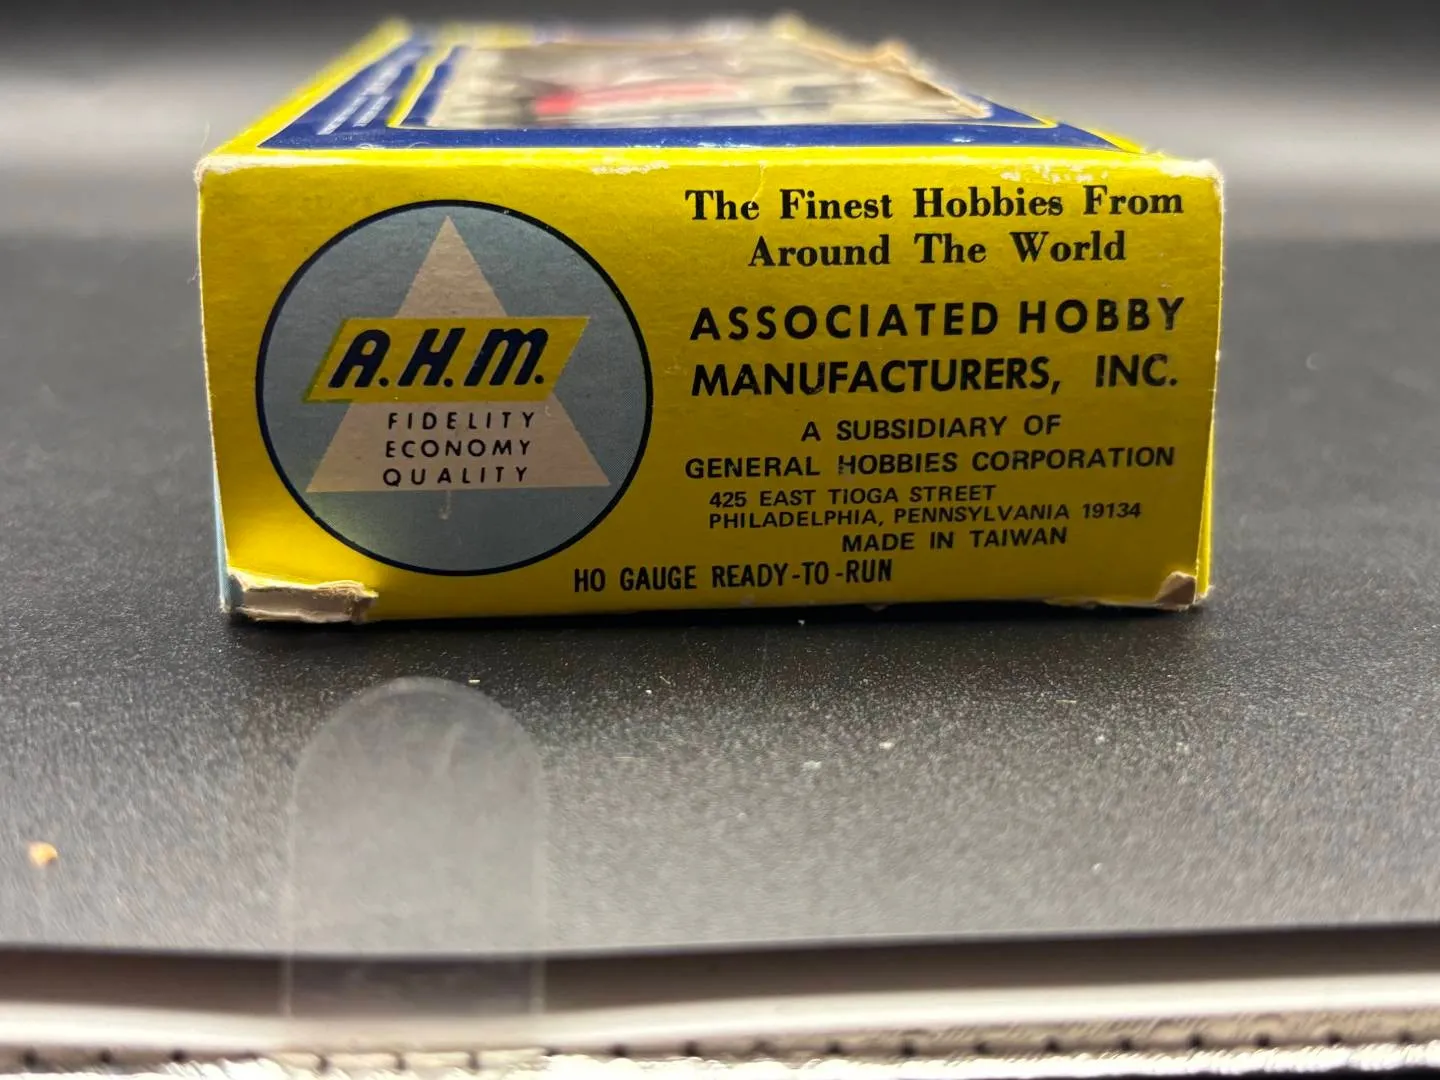 A.H.M.
FIDELITY
ECONOMY
QUALITY
The Finest Hobbies From
Around The World
ASSOCIATED HOBBY
MANUFACTURERS, INC.
A SUBSIDIARY OF
GENERAL HOBBIES CORPORATION
425 EAST TIOGA STREET
PHILADELPHIA, PENNSYLVANIA 19134
MADE IN TAIWAN
HO GAUGE READY-TO-RUN